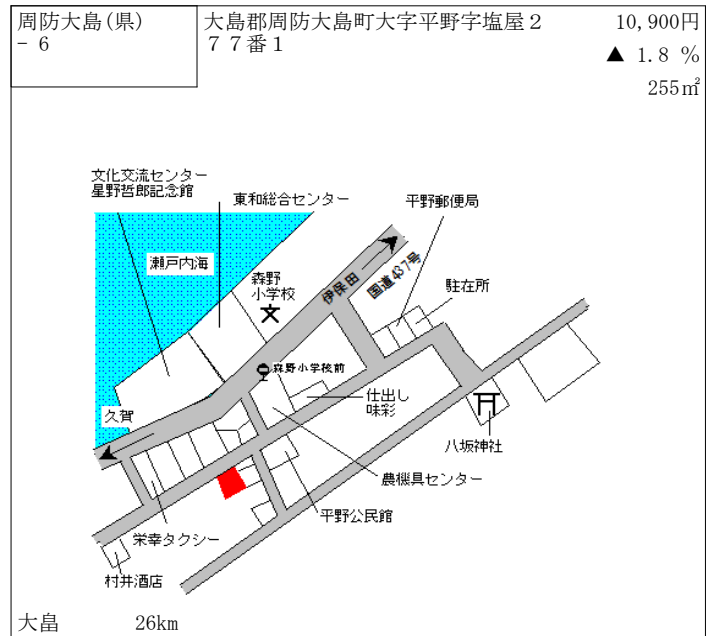 周防大島(県)
- 6
大島郡周防大島町大字平野字塩屋２
７７番１
10,900円
▲ 1.8 %
255㎡
文化交流センター
星野哲郎記念館
東和総合センター
平野郵便局
瀬戸内海
森野
小学校
伊保田
国道437号
駐在所
森野小学校前
仕出し
味彩
久賀
八坂神社
農機具センター
平野公民館
栄幸タクシー
村井酒店
大畠 26km